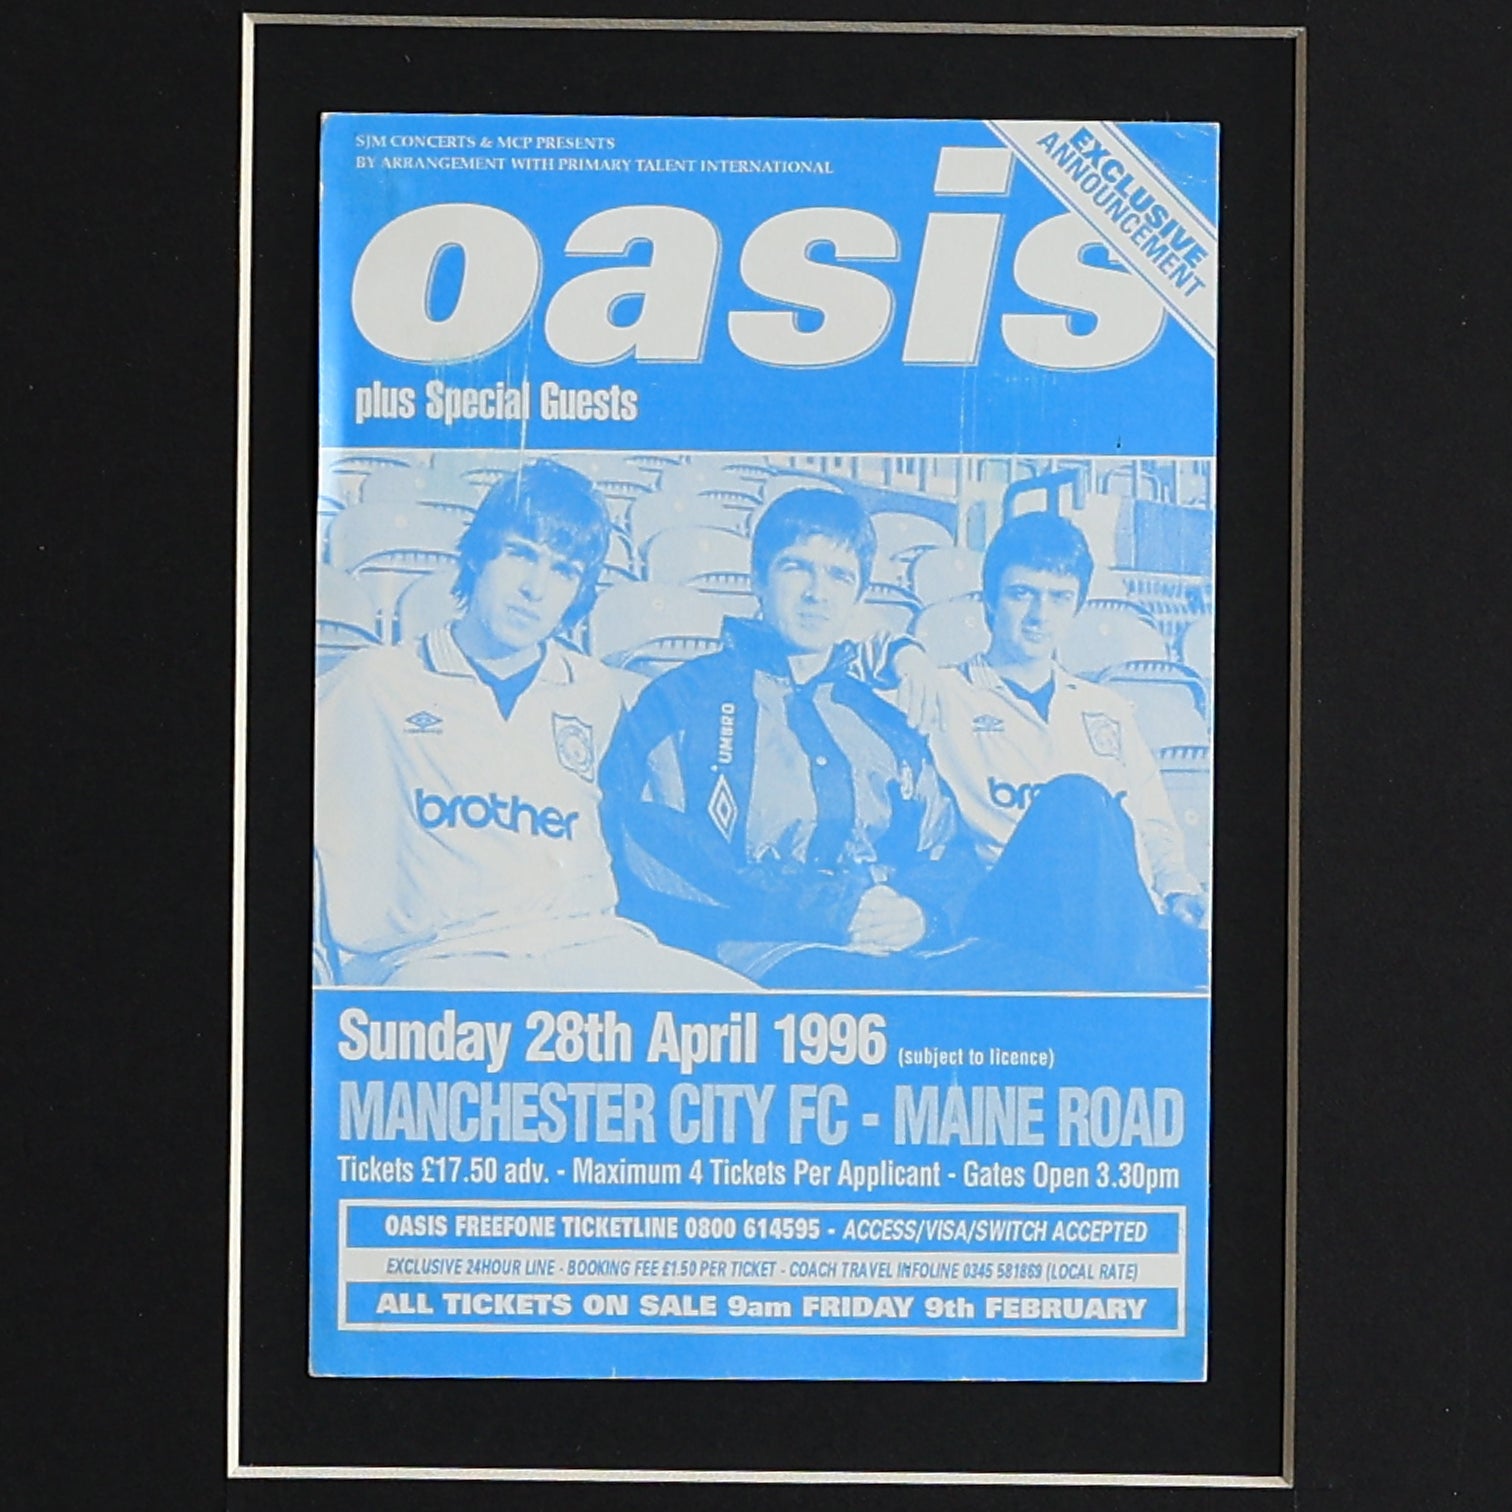 SJM CONCERTS & MCP PRESENTS
BY ARRANGEMENT WITH PRIMARY TALENT INTERNATIONAL
EXCLUSIVE
ANNOUNCEMENT
oasis
plus Special Guests
UMBRO
brother
Sunday 28th April 1996 (subject to licence)
MANCHESTER CITY FC - MAINE ROAD
Tickets £17.50 adv. - Maximum 4 Tickets Per Applicant - Gates Open 3.30pm
OASIS FREEFONE TICKETLINE 0800 614595 - ACCESS/VISA/SWITCH ACCEPTED
EXCLUSIVE 24HOUR LINE - BOOKING FEE £1.50 PER TICKET - COACH TRAVEL INFOLINE 0345 581869 (LOCAL RATE)
ALL TICKETS ON SALE 9am FRIDAY 9th FEBRUARY